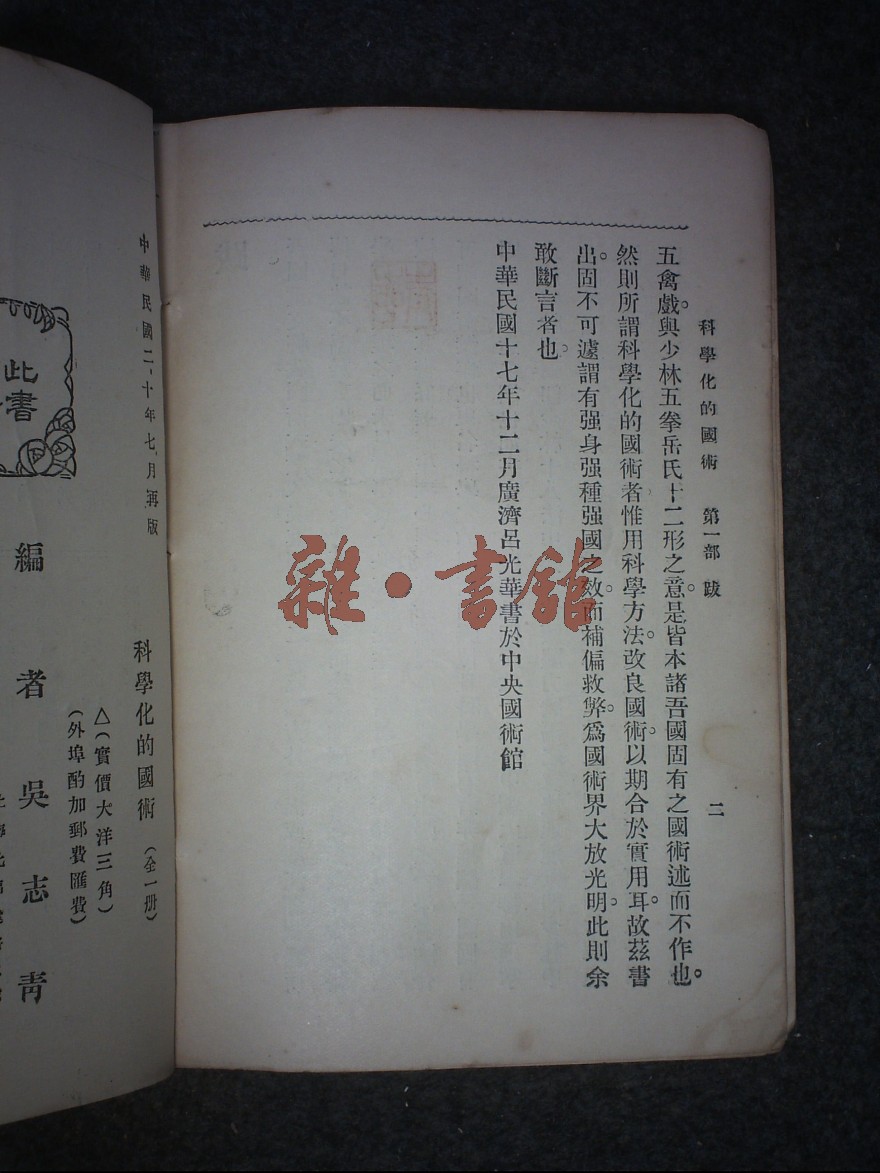 科學化的國術　第一部　跋　二
五禽戲。與少林五拳岳氏十二形之意。是皆本諸吾國固有之國術述而不作也。
然則所謂科學化的國術者惟用科學方法。改良國術。以期合於實用耳。故茲書
出。固不可遽謂有强身强種强國之效。而補偏救弊。爲國術界大放光明。此則余
敢斷言者也。
中華民國十七年十二月廣濟呂光華書於中央國術館
雜·書舘
中華民國二十年七月再版
科學化的國術（全一册）
△（實價大洋三角）
（外埠酌加郵費匯費）
此書
編者吳志靑